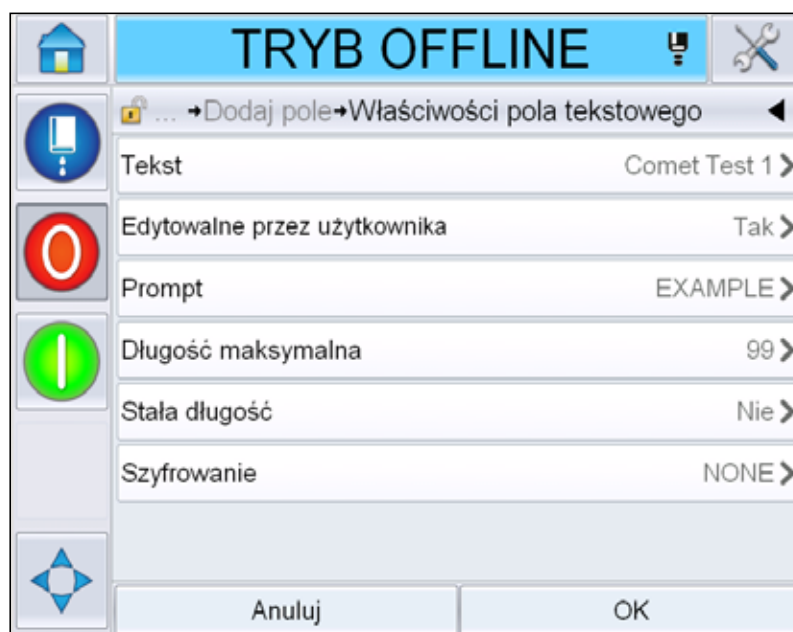 TRYB OFFLINE
... →Dodaj pole→Właściwości pola tekstowego
Tekst Comet Test 1
Edytowalne przez użytkownika Tak
Prompt EXAMPLE
Długość maksymalna 99
Stała długość Nie
Szyfrowanie NONE
Anuluj OK